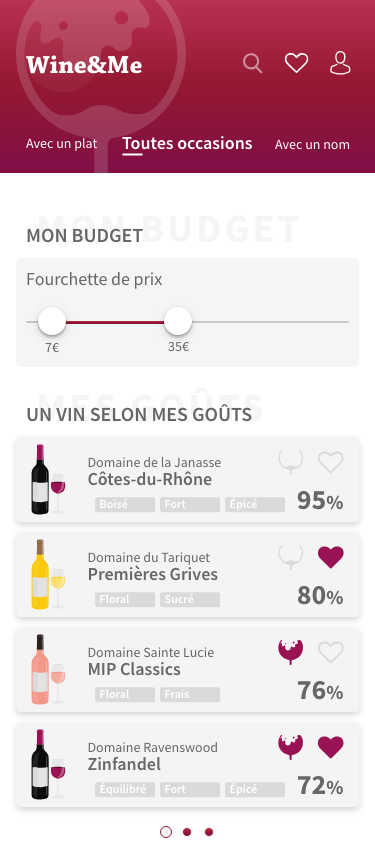 Wine&Me
Avec un plat Toutes occasions Avec un nom
MON BUDGET
MON BUDGET
Fourchette de prix
7€ 35€
MES GOÛTS
UN VIN SELON MES GOÛTS
Domaine de la Janasse
Côtes-du-Rhône
Boisé Fort Épicé 95%
Domaine du Tariquet
Premières Grives
Floral Sucré 80%
Domaine Sainte Lucie
MIP Classics
Floral Frais 76%
Domaine Ravenswood
Zinfandel
Équilibré Fort Épicé 72%